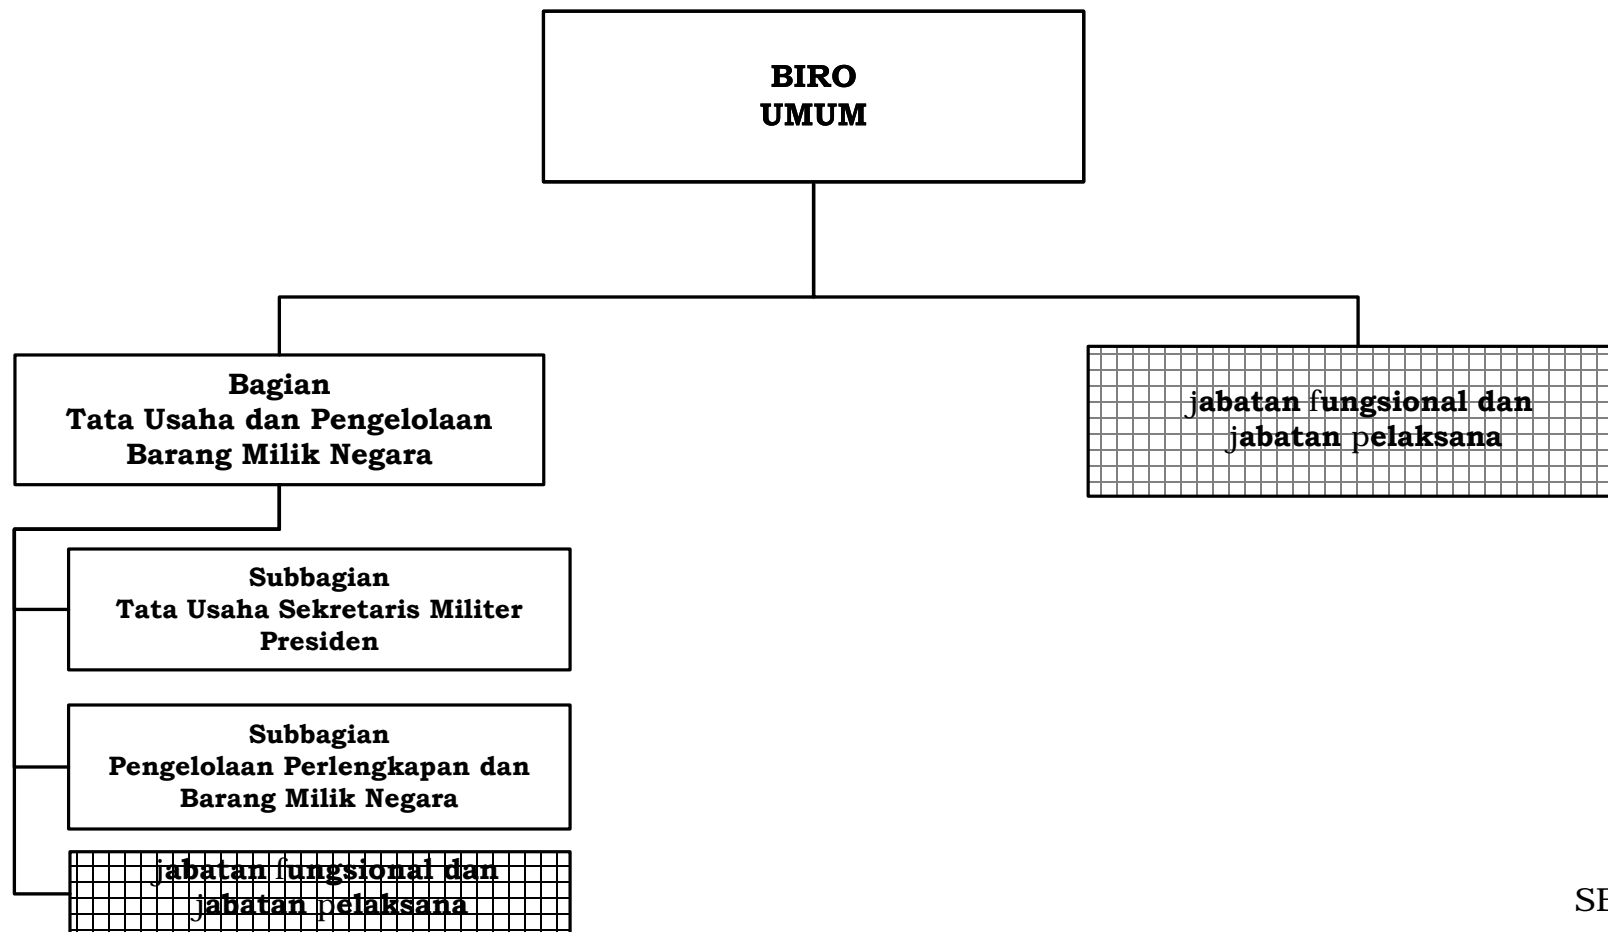 BIRO
UMUM
Bagian
Tata Usaha dan Pengelolaan
Barang Milik Negara
jabatan fungsional dan
jabatan pelaksana
Subbagian
Tata Usaha Sekretaris Militer
Presiden
Subbagian
Pengelolaan Perlengkapan dan
Barang Milik Negara
jabatan fungsional dan
jabatan pelaksana